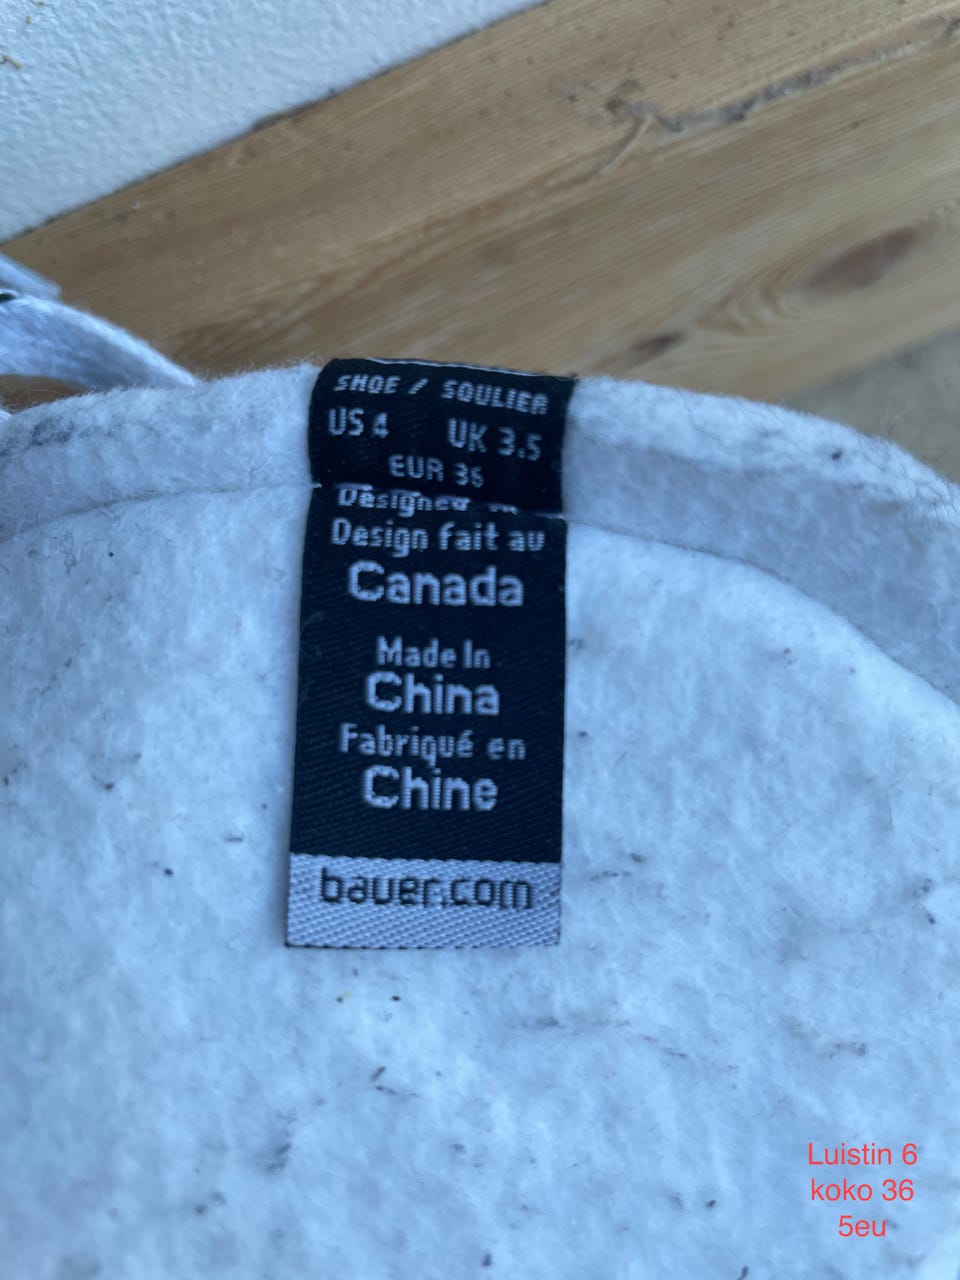 SHOE / SOULIER
US 4 UK 3.5
EUR 36
Designed
Design fait au
Canada
Made In
China
Fabriqué en
Chine
bauer.com
Luistin 6
koko 36
5eu